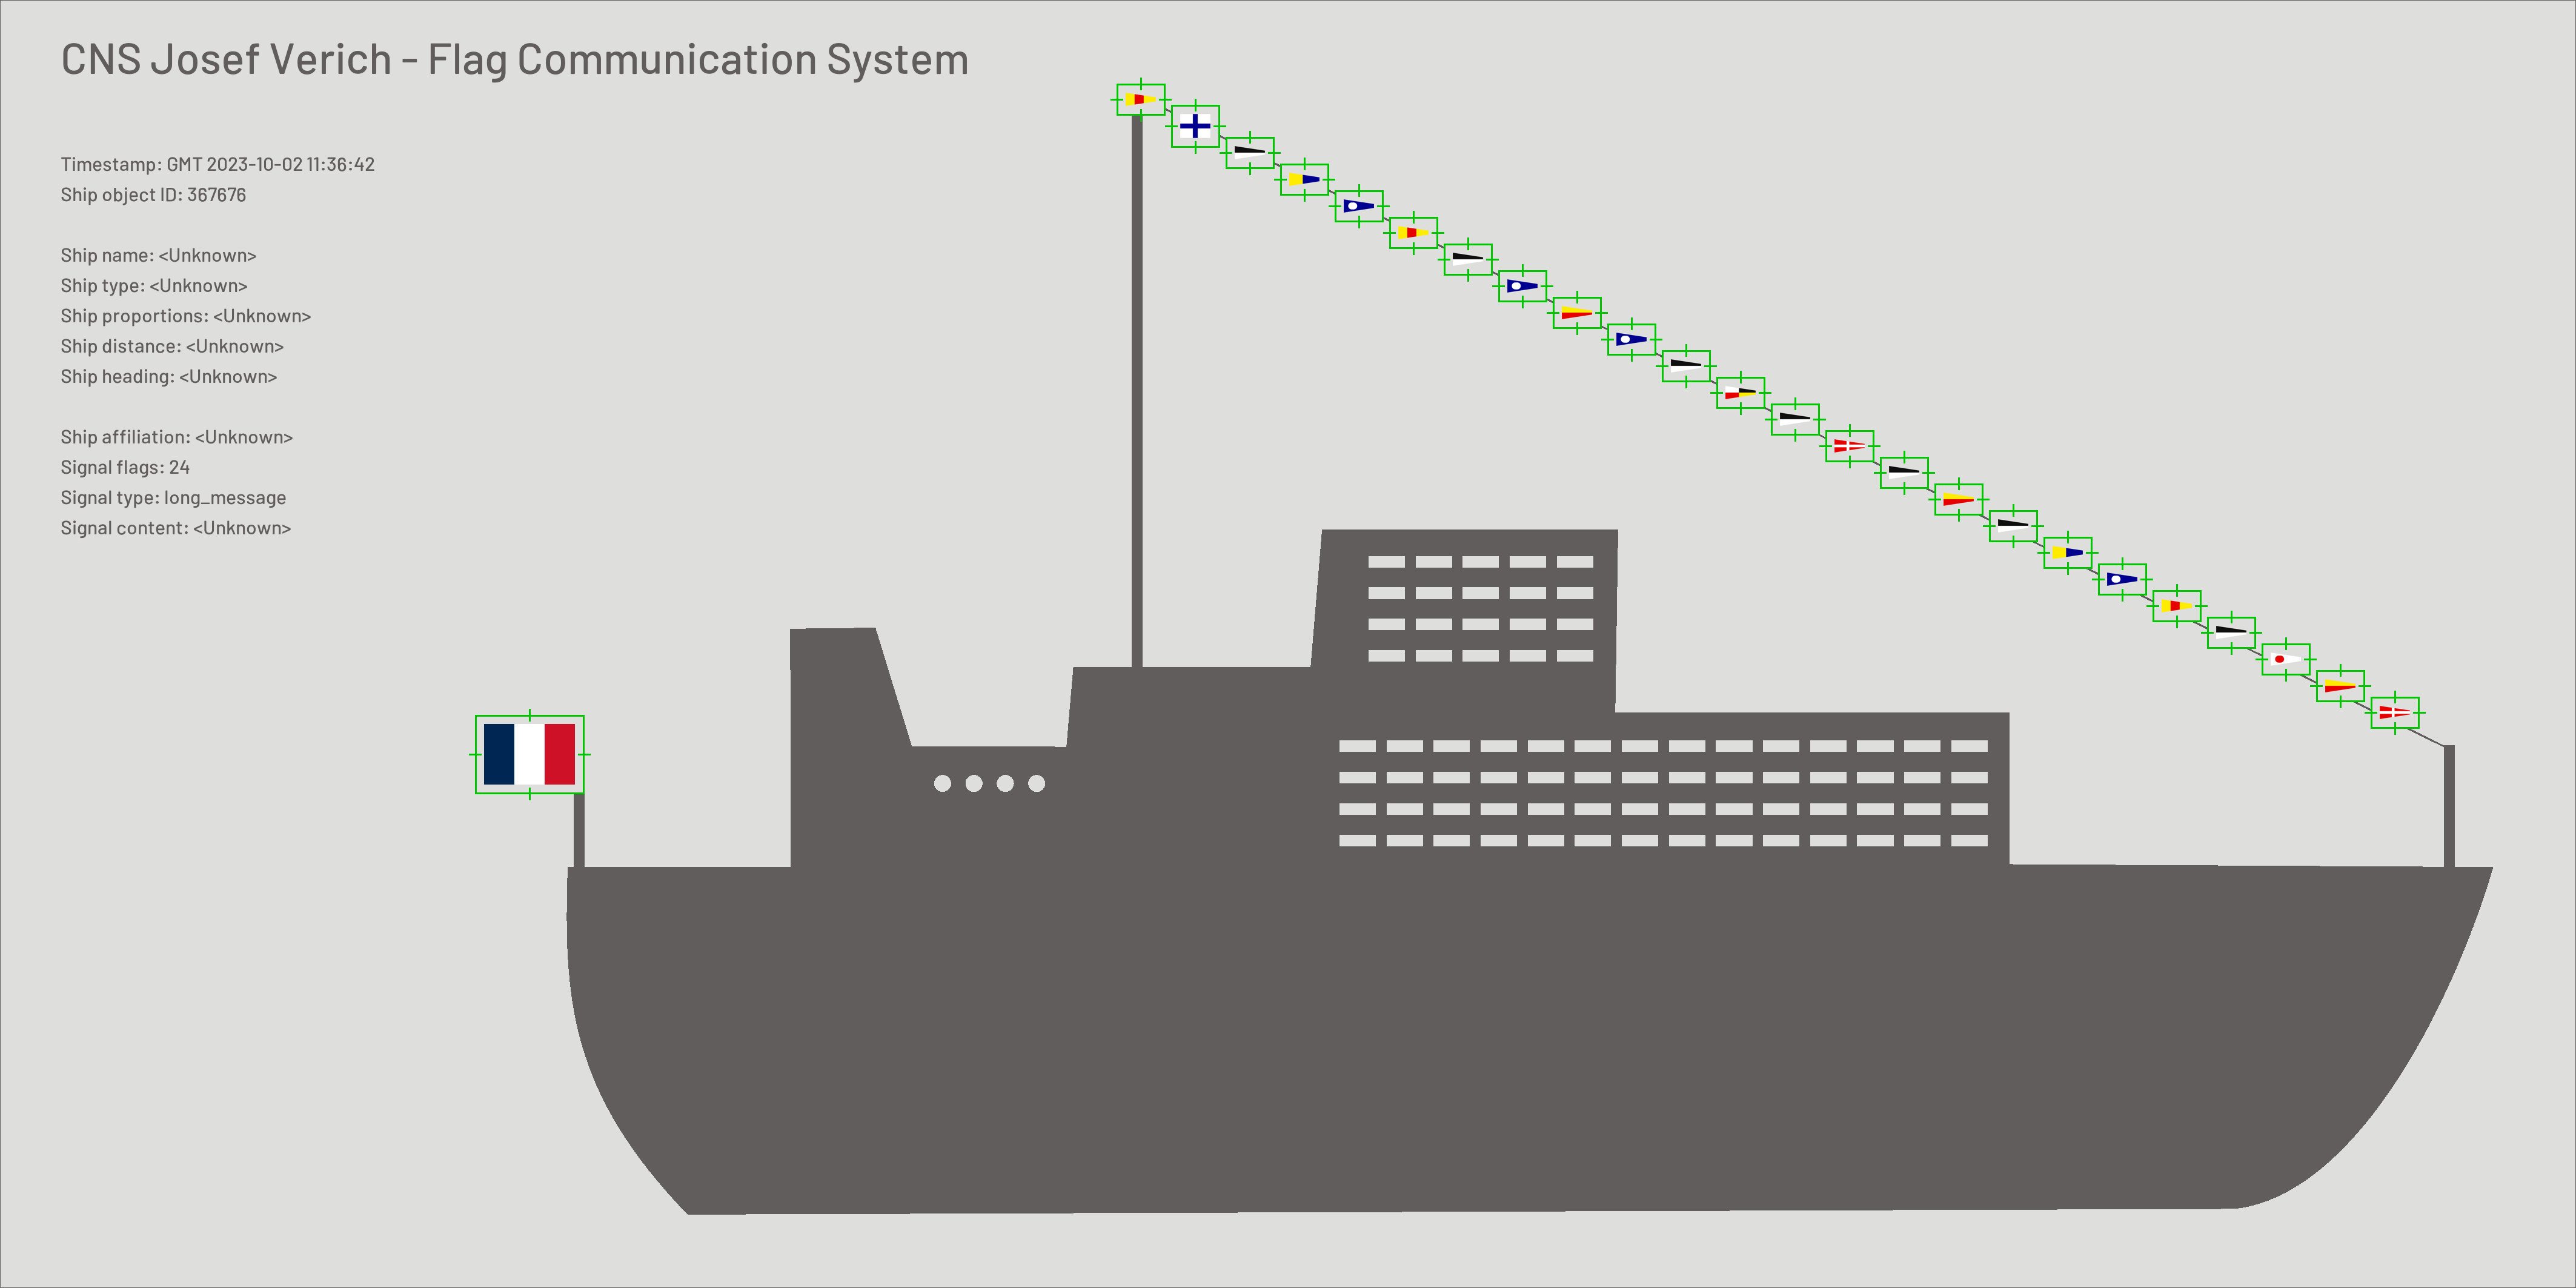 CNS Josef Verich - Flag Communication System
Timestamp: GMT 2023-10-02 11:36:42
Ship object ID: 367676
Ship name: <Unknown>
Ship type: <Unknown>
Ship proportions: <Unknown>
Ship distance: <Unknown>
Ship heading: <Unknown>
Ship affiliation: <Unknown>
Signal flags: 24
Signal type: long_message
Signal content: <Unknown>